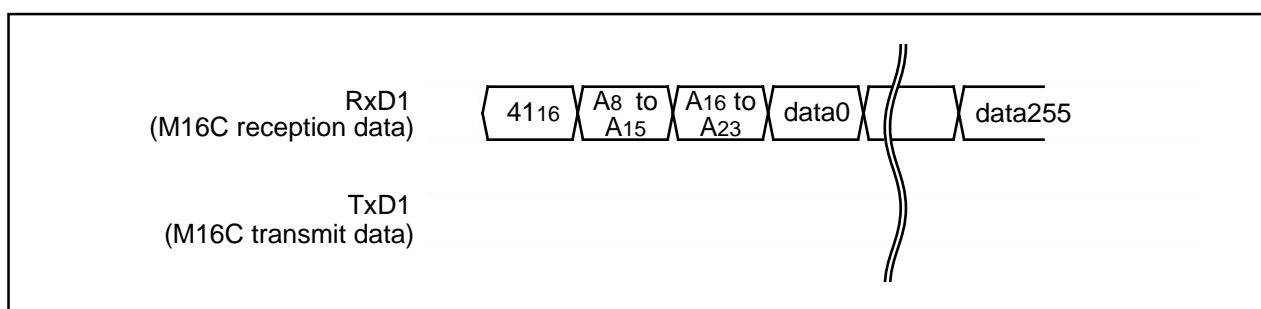 RxD1
(M16C reception data)
4116
A8 to
A15
A16 to
A23
data0
data255
TxD1
(M16C transmit data)